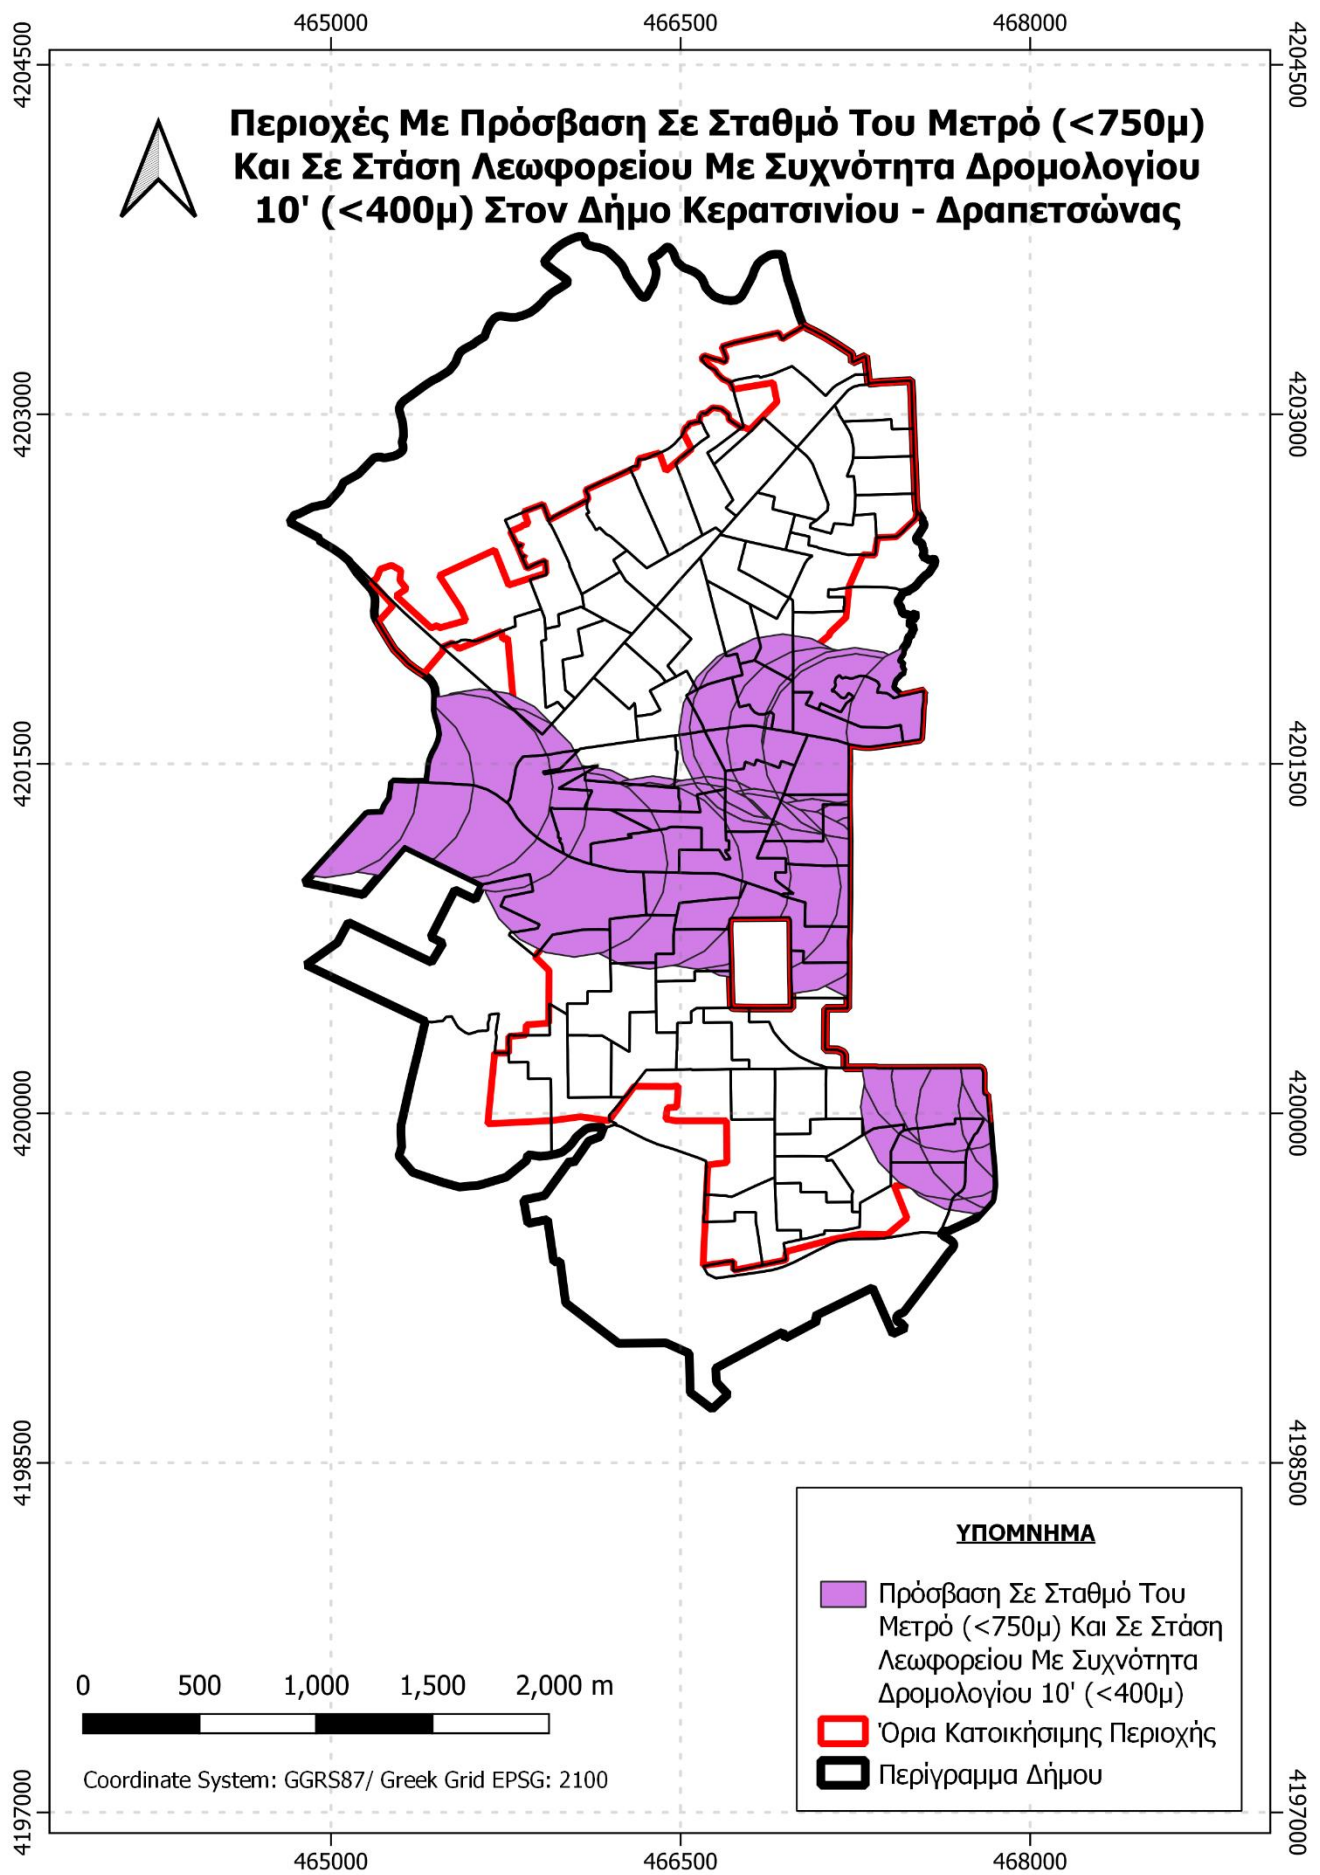 465000 466500 468000
4204500 4204500
Περιοχές Με Πρόσβαση Σε Σταθμό Του Μετρό (<750μ)
Και Σε Στάση Λεωφορείου Με Συχνότητα Δρομολογίου
10' (<400μ) Στον Δήμο Κερατσινίου - Δραπετσώνας
4203000 4203000
4201500 4201500
4200000 4200000
4198500 4198500
ΥΠΟΜΝΗΜΑ
Πρόσβαση Σε Σταθμό Του
Μετρό (<750μ) Και Σε Στάση
Λεωφορείου Με Συχνότητα
Δρομολογίου 10' (<400μ)
Όρια Κατοικήσιμης Περιοχής
Περίγραμμα Δήμου
0 500 1,000 1,500 2,000 m
Coordinate System: GGRS87/ Greek Grid EPSG: 2100
4197000 4197000
465000 466500 468000